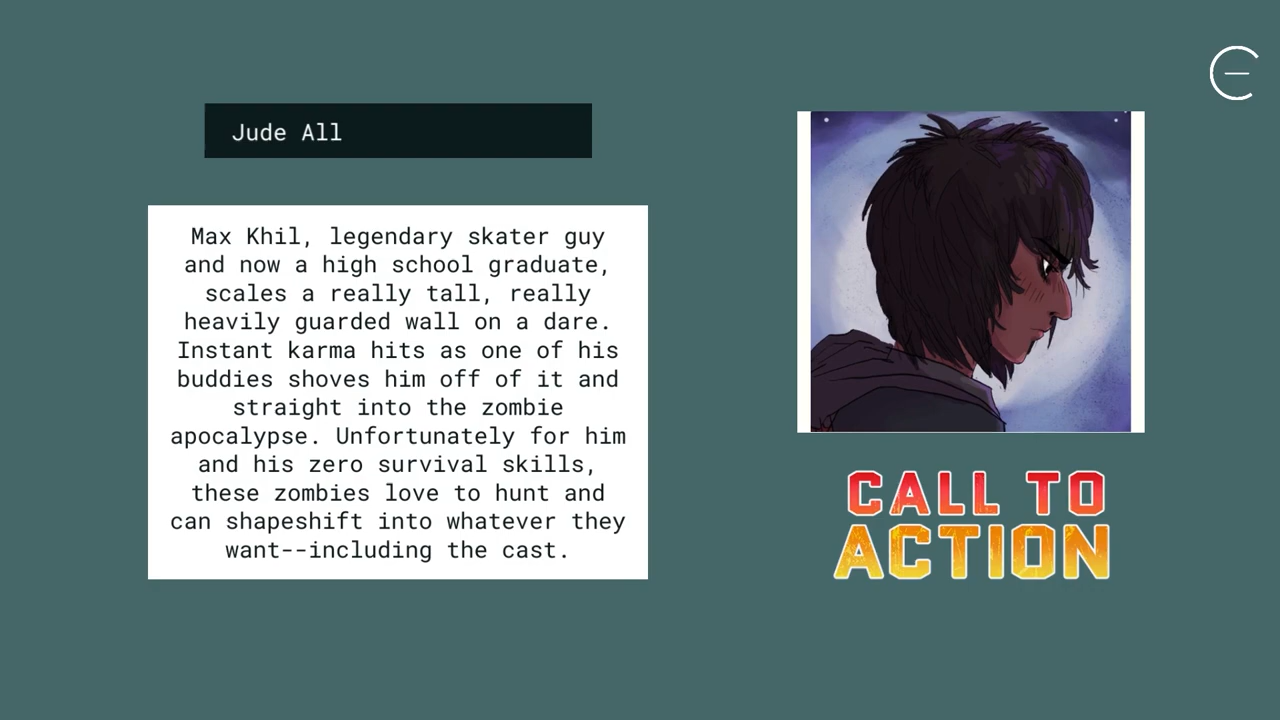 Jude All
Max Khil, legendary skater guy
and now a high school graduate,
scales a really tall, really
heavily guarded wall on a dare.
Instant karma hits as one of his
buddies shoves him off of it and
straight into the zombie
apocalypse. Unfortunately for him
and his zero survival skills,
these zombies love to hunt and
can shapeshift into whatever they
want--including the cast.
CALL TO
ACTION